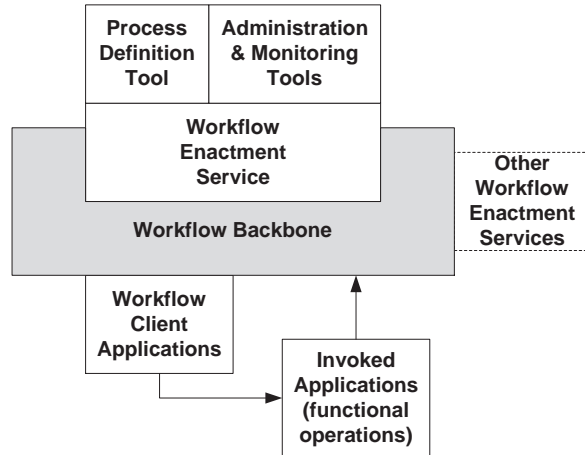 Process
Definition
Tool
Administration
& Monitoring
Tools
Workflow
Enactment
Service
Other
Workflow
Enactment
Services
Workflow Backbone
Workflow
Client
Applications
Invoked
Applications
(functional
operations)